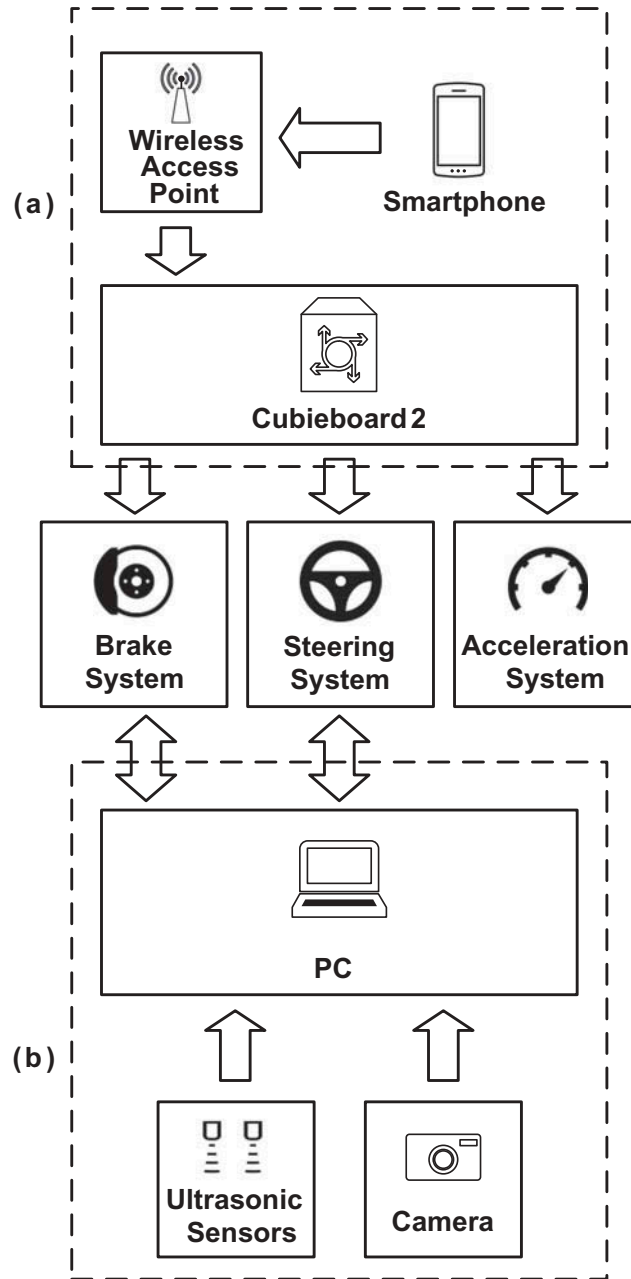 Wireless
Access
Point
Smartphone
(a)
Cubieboard 2
Brake
System
Steering
System
Acceleration
System
PC
(b)
Ultrasonic
Sensors
Camera